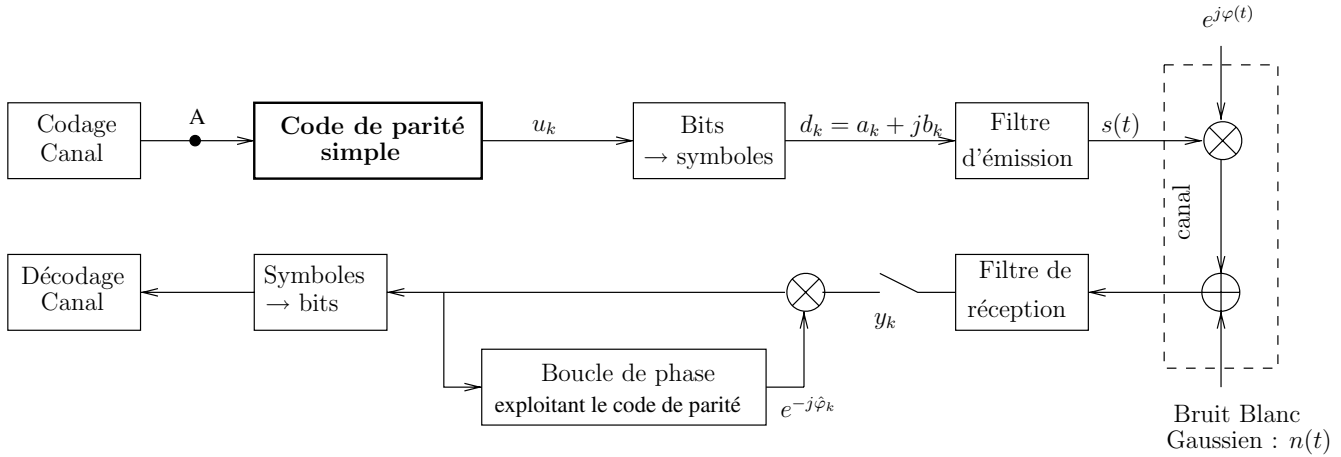 e^{jφ(t)}
Codage
Canal
A
Code de parité
simple
u_k
Bits
→ symboles
d_k = a_k + jb_k
Filtre
d'émission
s(t)
canal
Décodage
Canal
Symboles
→ bits
y_k
Filtre de
réception
Boucle de phase
exploitant le code de parité
e^{-j\hat{φ}_k}
Bruit Blanc
Gaussien : n(t)